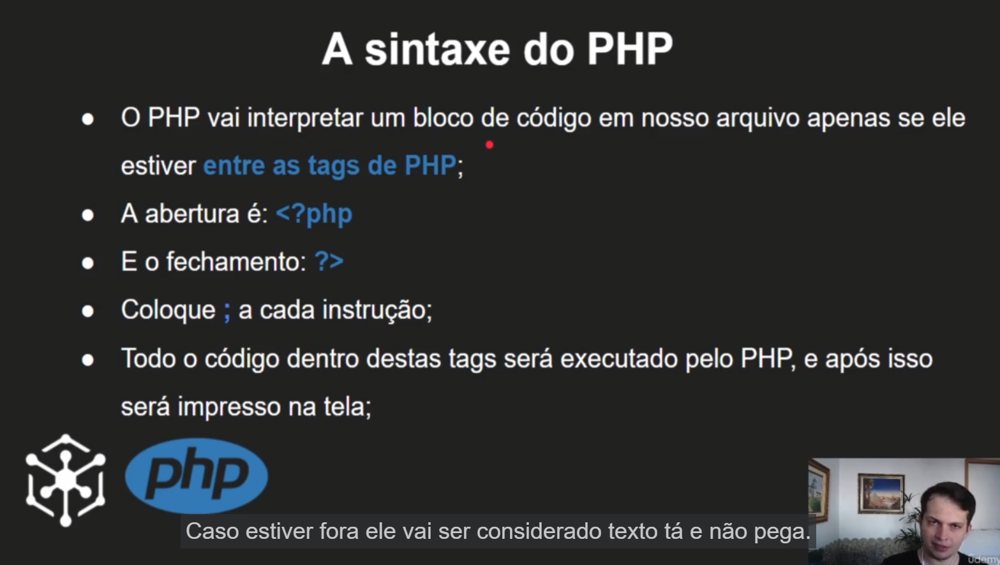 A sintaxe do PHP
● O PHP vai interpretar um bloco de código em nosso arquivo apenas se ele
estiver entre as tags de PHP;
● A abertura é: <?php
● E o fechamento: ?>
● Coloque ; a cada instrução;
● Todo o código dentro destas tags será executado pelo PHP, e após isso
será impresso na tela;
php
Caso estiver fora ele vai ser considerado texto tá e não pega.
ûdemy